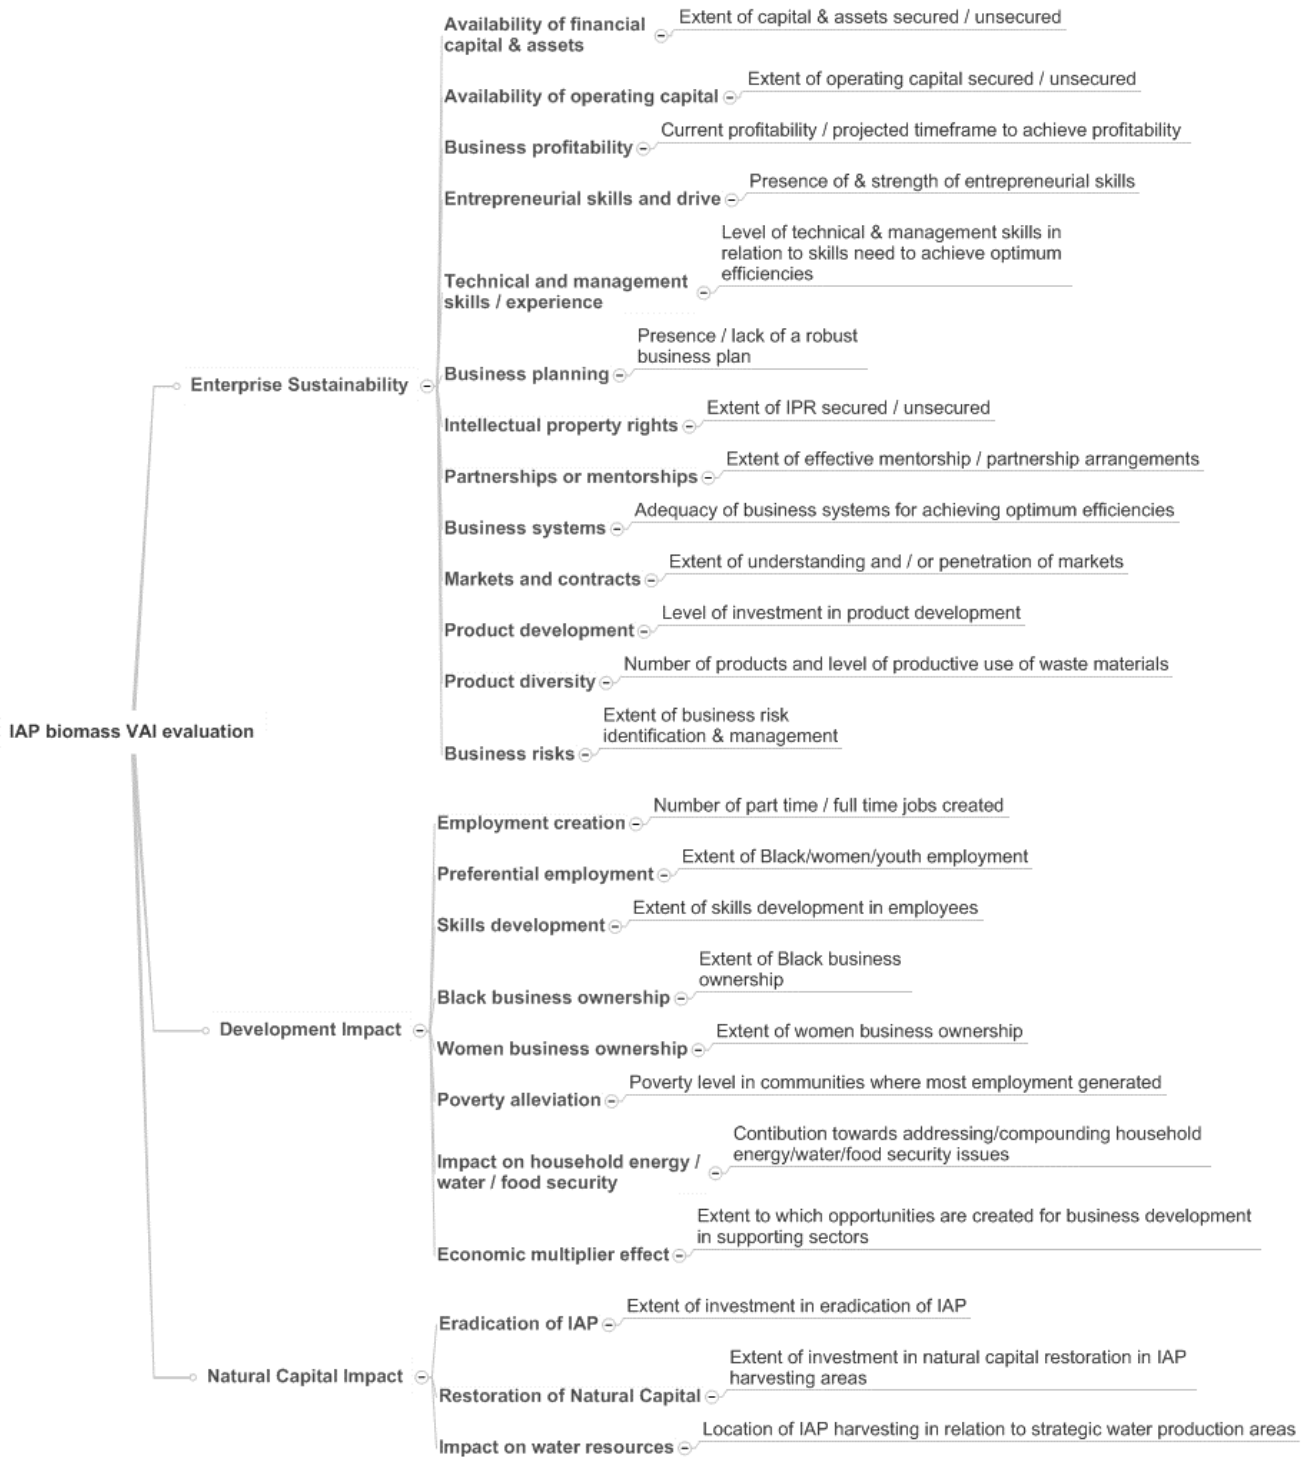 Availability of financial
capital & assets
Extent of capital & assets secured / unsecured
Availability of operating capital
Extent of operating capital secured / unsecured
Business profitability
Current profitability / projected timeframe to achieve profitability
Entrepreneurial skills and drive
Presence of & strength of entrepreneurial skills
Technical and management
skills / experience
Level of technical & management skills in
relation to skills need to achieve optimum
efficiencies
Enterprise Sustainability
Business planning
Presence / lack of a robust
business plan
Intellectual property rights
Extent of IPR secured / unsecured
Partnerships or mentorships
Extent of effective mentorship / partnership arrangements
Business systems
Adequacy of business systems for achieving optimum efficiencies
Markets and contracts
Extent of understanding and / or penetration of markets
Product development
Level of investment in product development
Product diversity
Number of products and level of productive use of waste materials
Business risks
Extent of business risk
identification & management
IAP biomass VAI evaluation
Employment creation
Number of part time / full time jobs created
Preferential employment
Extent of Black/women/youth employment
Skills development
Extent of skills development in employees
Black business ownership
Extent of Black business
ownership
Development Impact
Women business ownership
Extent of women business ownership
Poverty alleviation
Poverty level in communities where most employment generated
Impact on household energy /
water / food security
Contibution towards addressing/compounding household
energy/water/food security issues
Economic multiplier effect
Extent to which opportunities are created for business development
in supporting sectors
Eradication of IAP
Extent of investment in eradication of IAP
Natural Capital Impact
Restoration of Natural Capital
Extent of investment in natural capital restoration in IAP
harvesting areas
Impact on water resources
Location of IAP harvesting in relation to strategic water production areas